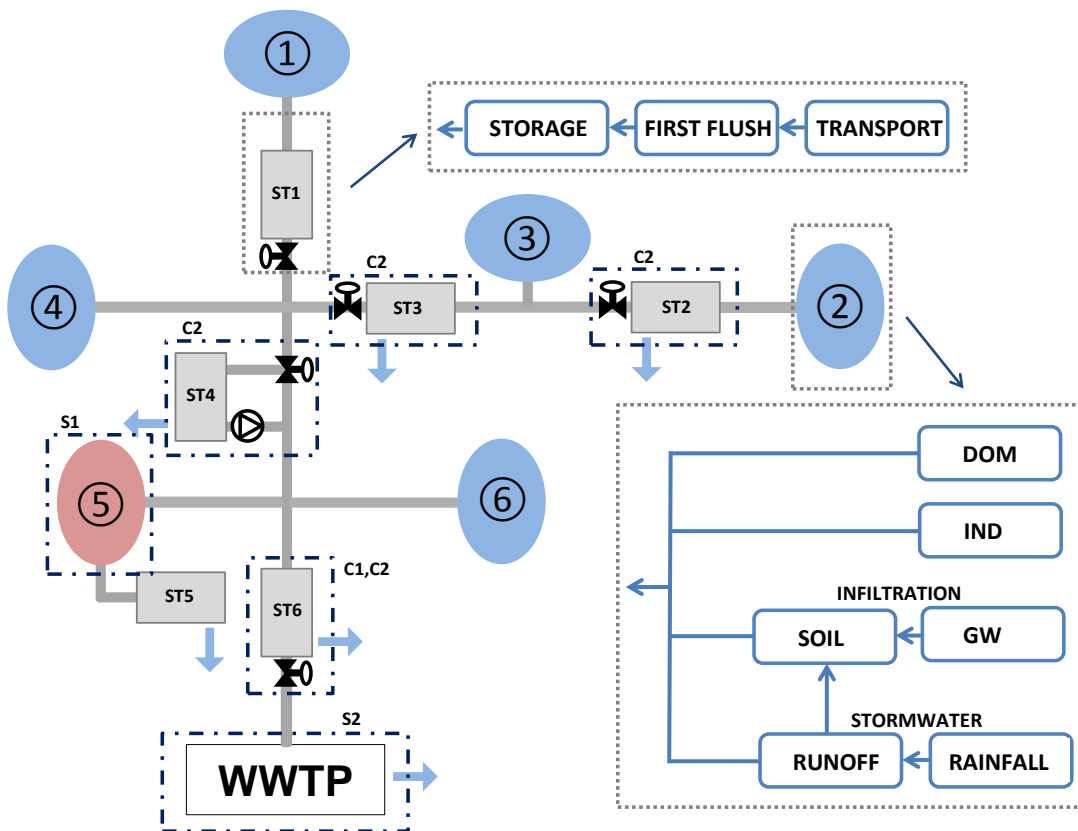 ①
STORAGE
FIRST FLUSH
TRANSPORT
ST1
③
C2
C2
④
ST3
ST2
②
C2
ST4
S1
DOM
⑤
⑥
IND
C1,C2
INFILTRATION
ST5
ST6
SOIL
GW
S2
STORMWATER
WWTP
RUNOFF
RAINFALL